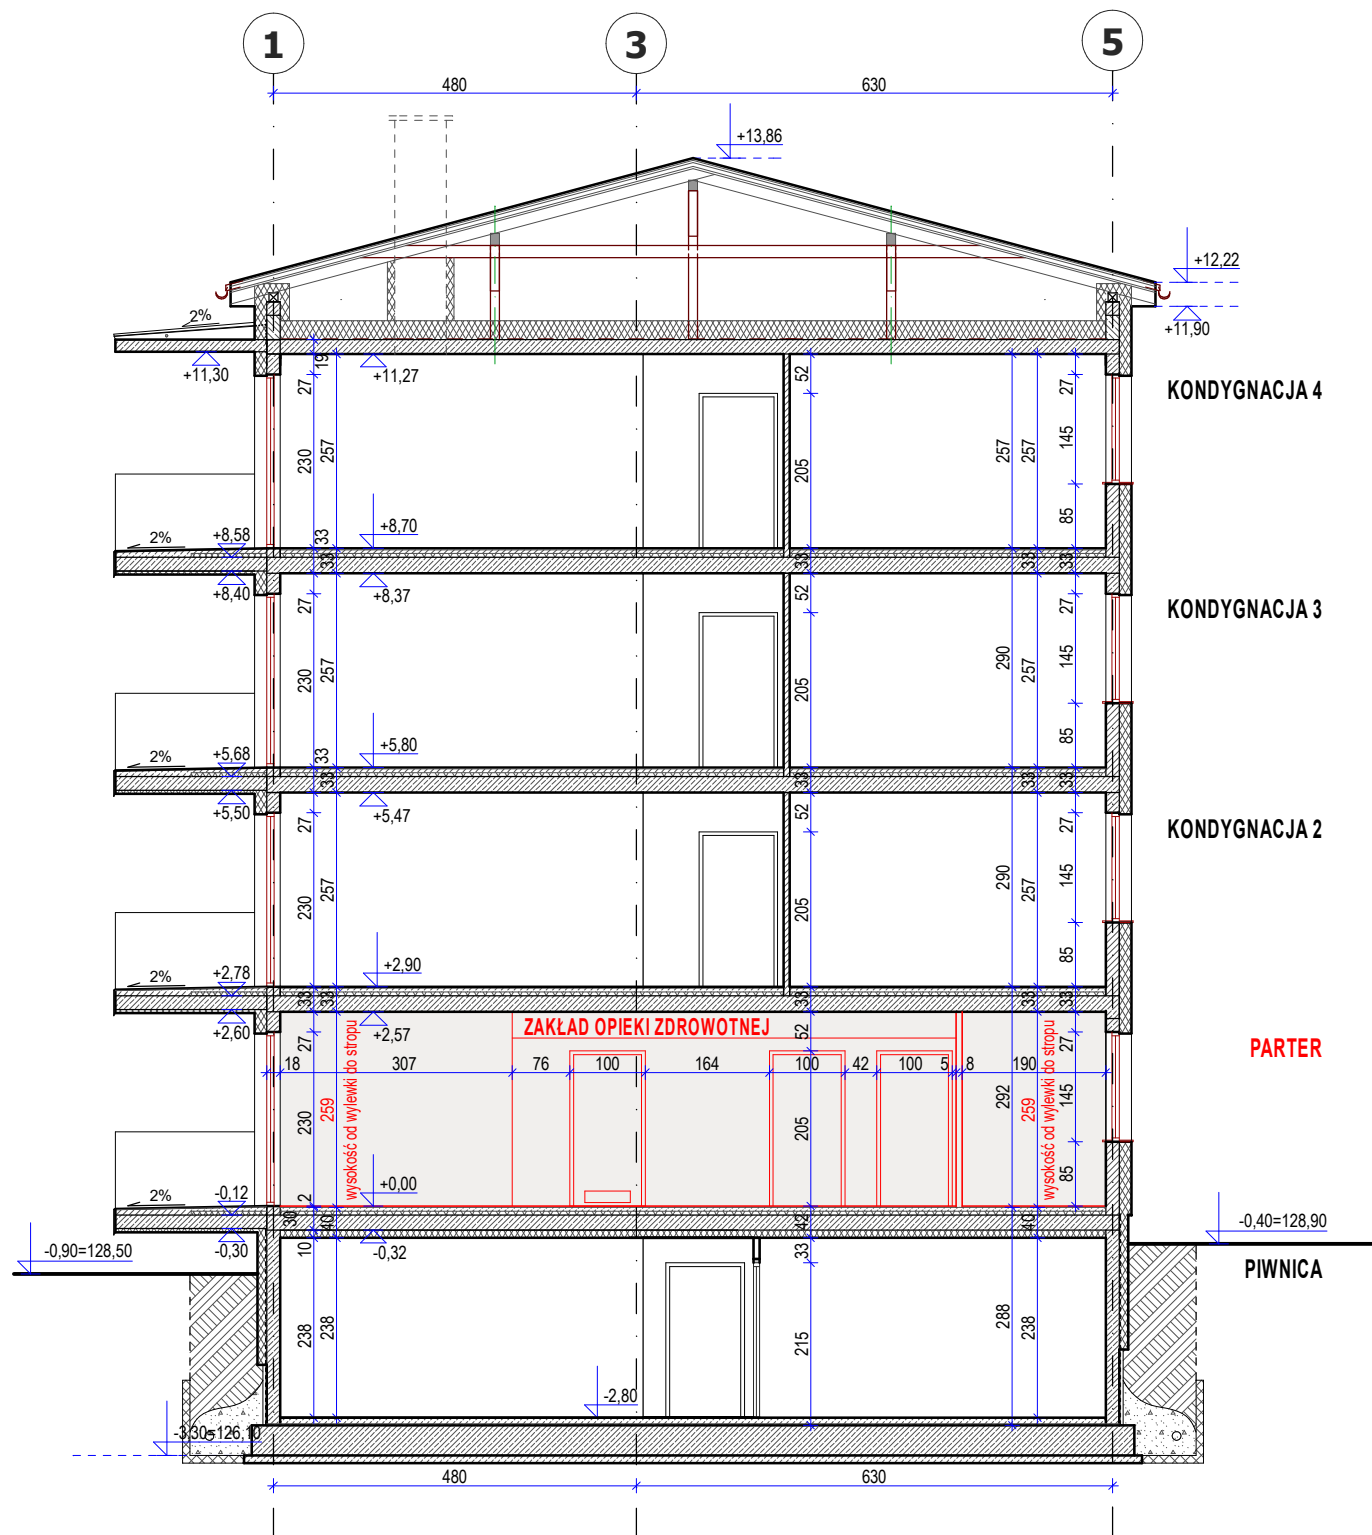 1 3 5
480 630
+13,86
+12,22
2%
+11,90
+11,30 19 +11,27 52
27 27 KONDYGNACJA 4
230 257 205 257 257 145
85
2% +8,58 33 +8,70
33 33 33 33
+8,40 +8,37 52
27 27 KONDYGNACJA 3
230 257 205 290 257 145
85
2% +5,68 33 +5,80
33 33 33 33
+5,50 +5,47 52
27 27 KONDYGNACJA 2
230 257 205 290 257 145
85
2% +2,78 +2,90
33 33 33 33 33
+2,60 +2,57 ZAKŁAD OPIEKI ZDROWOTNEJ 52
27 27 PARTER
18 307 76 100 164 100 42 100 5 8 190
230 259 wysokość od wylewki do stropu 205 292 259 wysokość od wylewki do stropu 145
85
2% -0,12 2 +0,00
30 40 42 40
-0,30 -0,32
10 33
-0,90=128,50 -0,40=128,90
PIWNICA
238 238 215 288 238
-2,80
-3,30=126,10
480 630